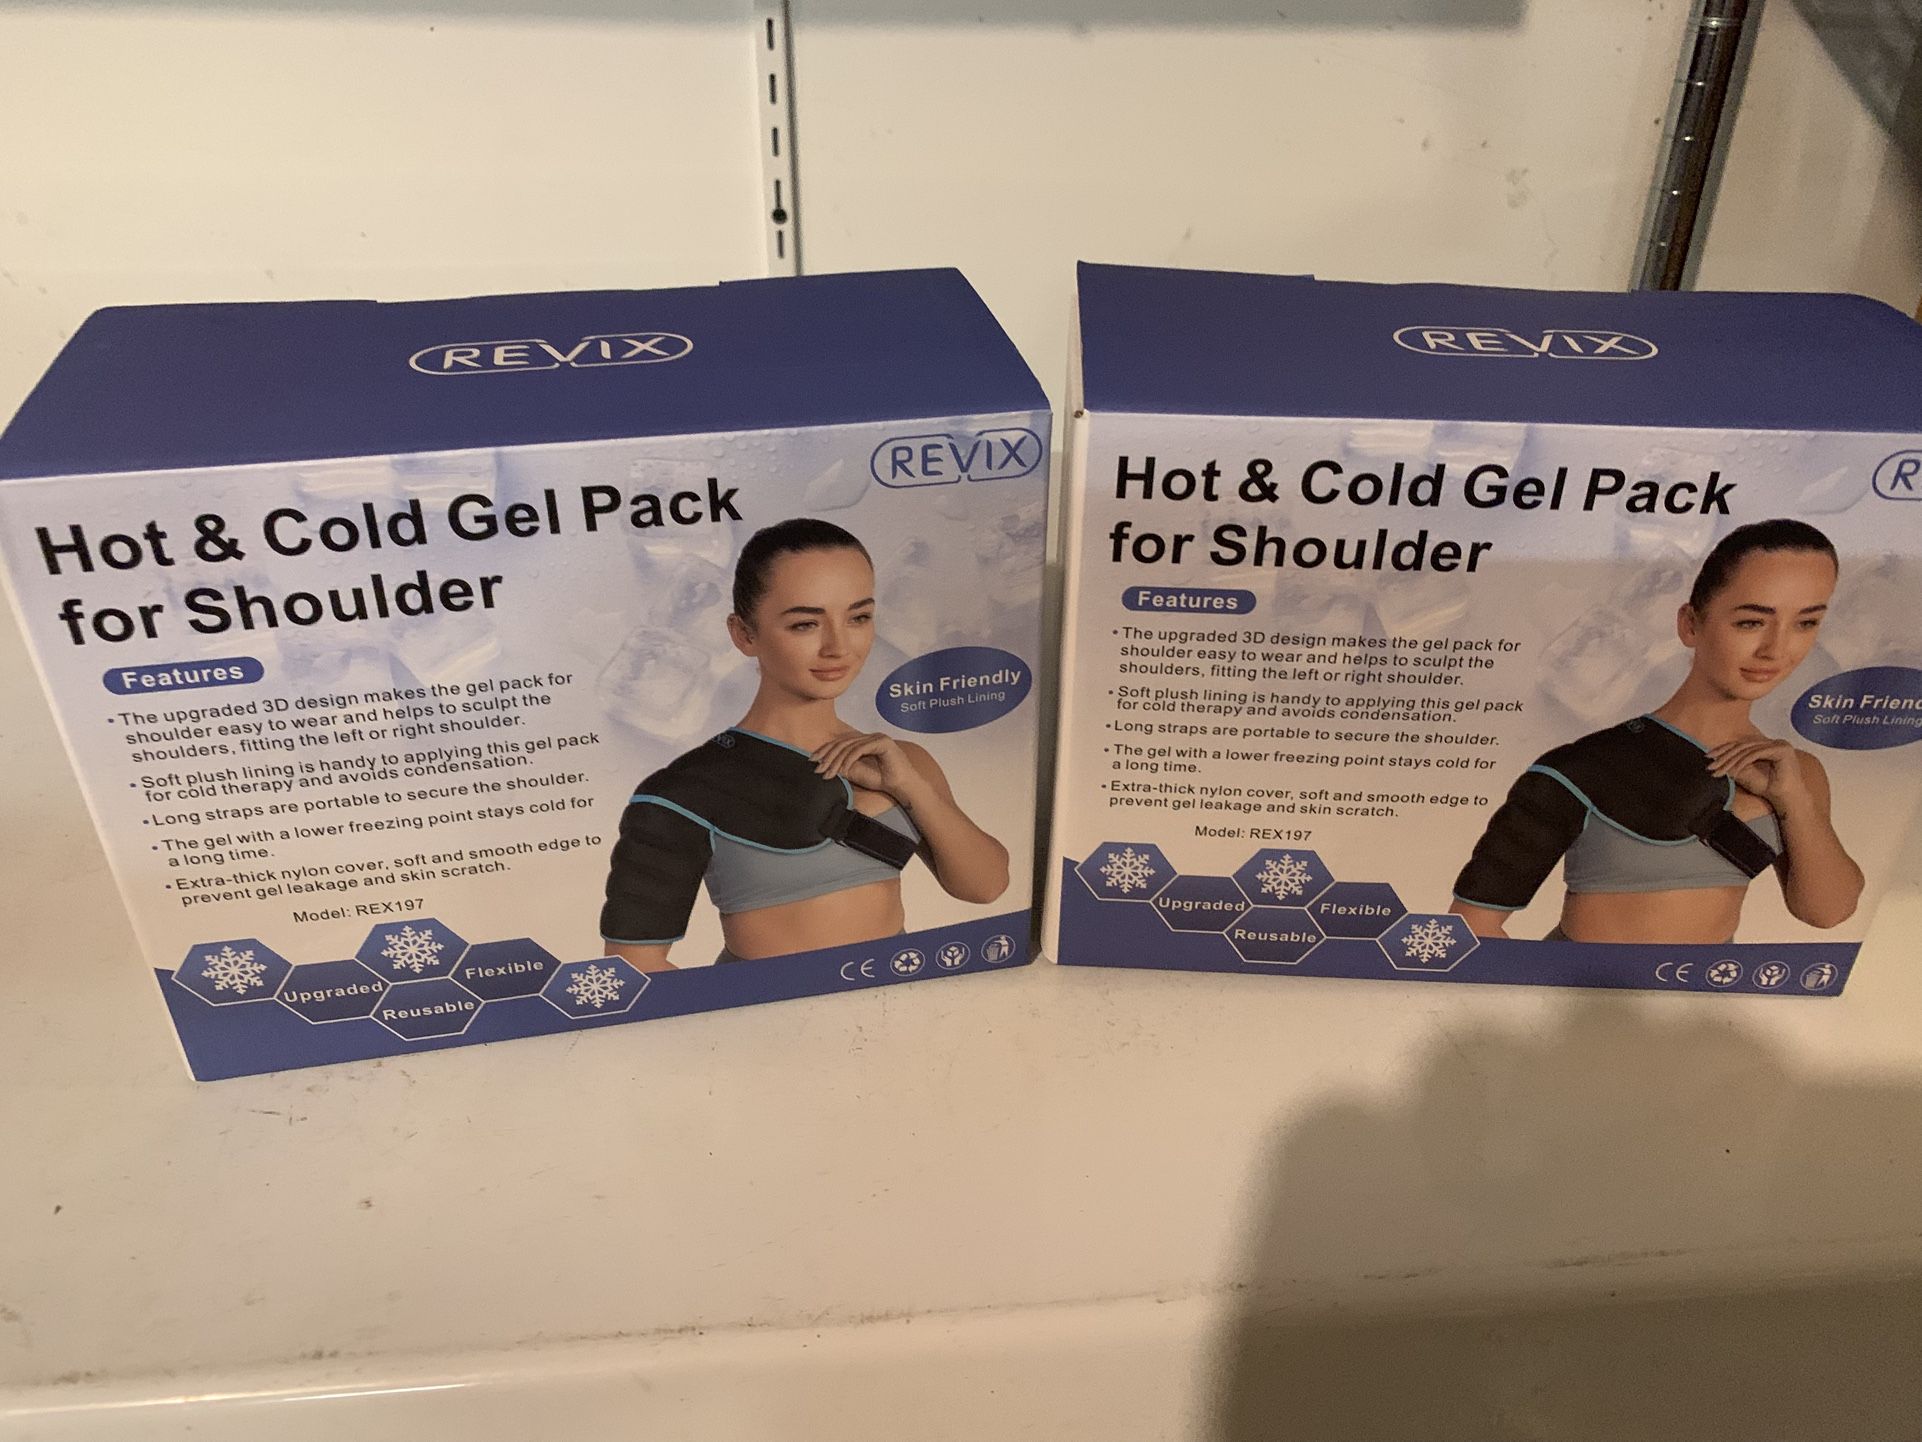 REVIX
REVIX
Hot & Cold Gel Pack
for Shoulder
Features
• The upgraded 3D design makes the gel pack for
shoulder easy to wear and helps to sculpt the
shoulders, fitting the left or right shoulder.
• Soft plush lining is handy to applying this gel pack
for cold therapy and avoids condensation.
• Long straps are portable to secure the shoulder.
• The gel with a lower freezing point stays cold for
a long time.
• Extra-thick nylon cover, soft and smooth edge to
prevent gel leakage and skin scratch.
Model: REX197
Skin Friendly
Soft Plush Lining
Upgraded
Reusable
Flexible
CE
REVIX
R
Hot & Cold Gel Pack
for Shoulder
Features
• The upgraded 3D design makes the gel pack for
shoulder easy to wear and helps to sculpt the
shoulders, fitting the left or right shoulder.
• Soft plush lining is handy to applying this gel pack
for cold therapy and avoids condensation.
• Long straps are portable to secure the shoulder.
• The gel with a lower freezing point stays cold for
a long time.
• Extra-thick nylon cover, soft and smooth edge to
prevent gel leakage and skin scratch.
Model: REX197
Skin Frien
Soft Plush Lining
Upgraded
Reusable
Flexible
CE